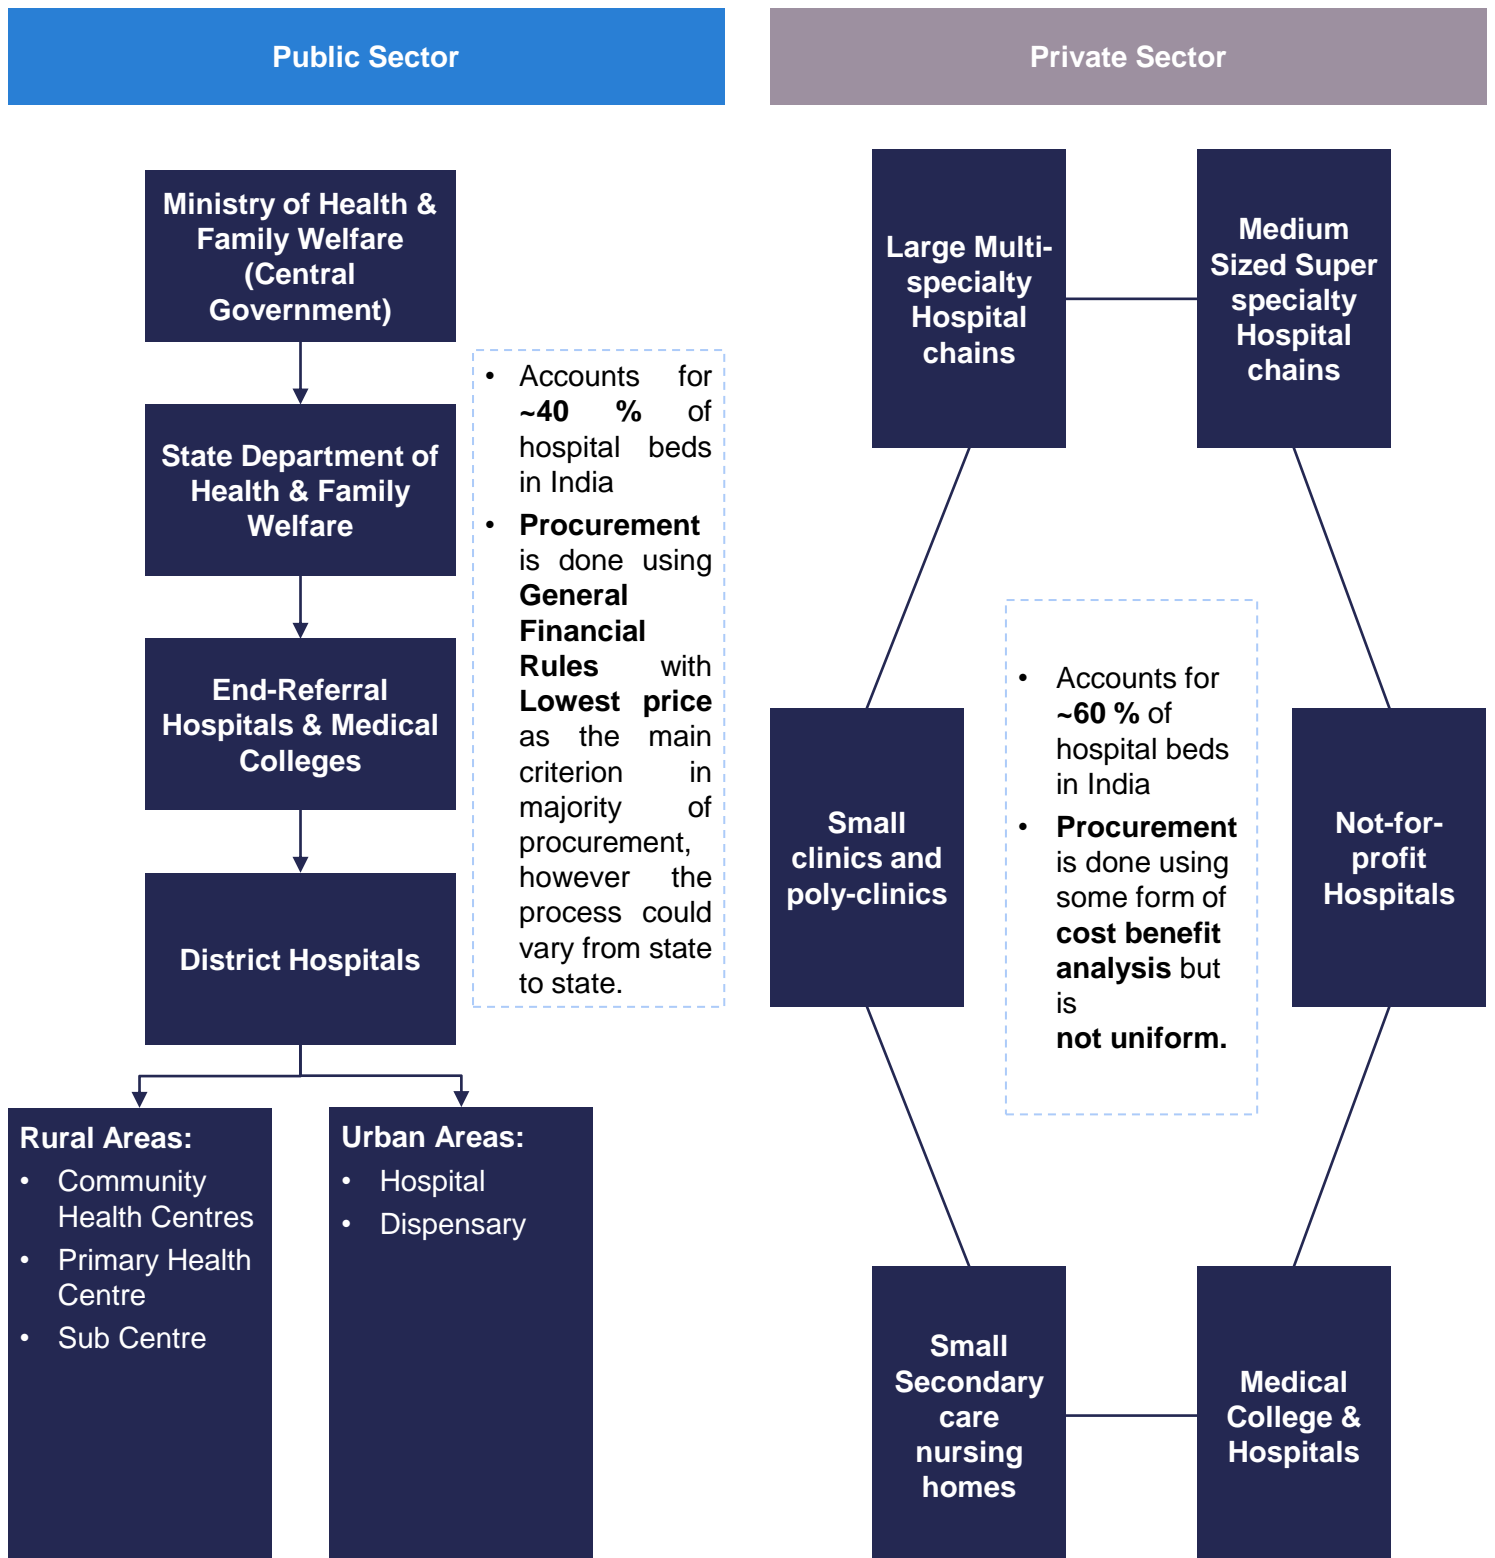 Public Sector
Ministry of Health &
Family Welfare
(Central
Government)
State Department of
Health & Family
Welfare
End-Referral
Hospitals & Medical
Colleges
District Hospitals
• Accounts for
~40 % of
hospital beds
in India
• Procurement
is done using
General
Financial
Rules with
Lowest price
as the main
criterion in
majority of
procurement,
however the
process could
vary from state
to state.
Rural Areas:
• Community
Health Centres
• Primary Health
Centre
• Sub Centre
Urban Areas:
• Hospital
• Dispensary
Private Sector
Large Multi-
specialty
Hospital
chains
Medium
Sized Super
specialty
Hospital
chains
Small
clinics and
poly-clinics
• Accounts for
~60 % of
hospital beds
in India
• Procurement
is done using
some form of
cost benefit
analysis but
is
not uniform.
Not-for-
profit
Hospitals
Small
Secondary
care
nursing
homes
Medical
College &
Hospitals